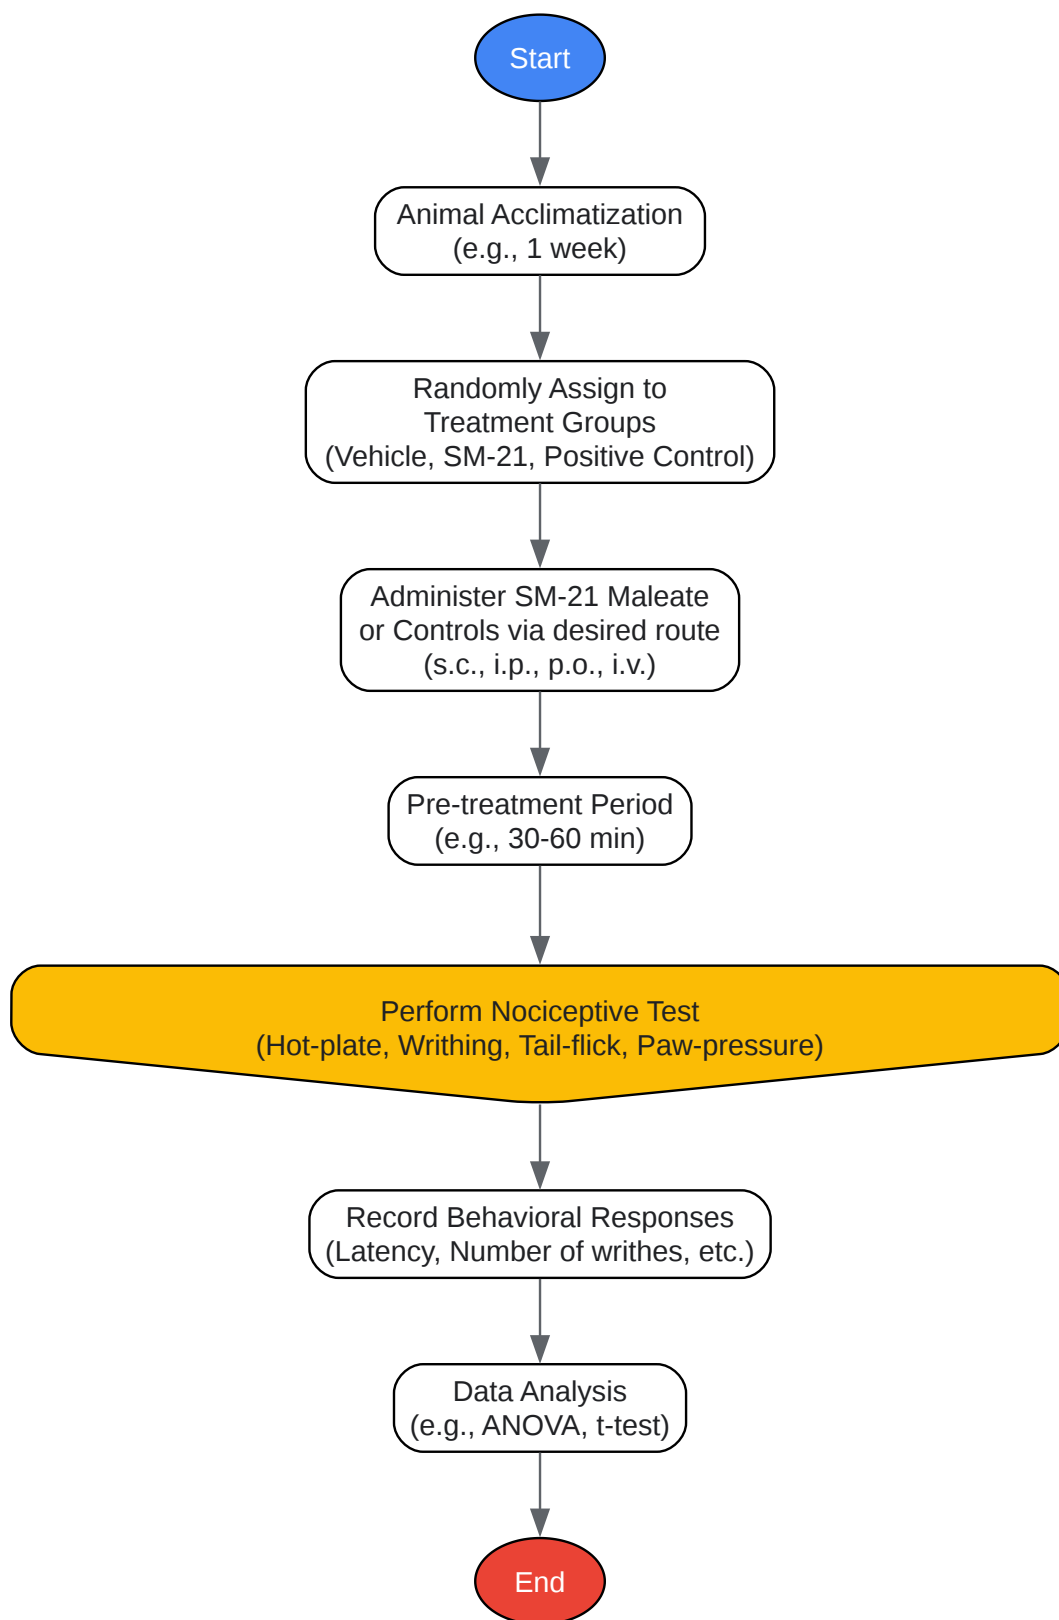 Start
Animal Acclimatization
(e.g., 1 week)
Randomly Assign to
Treatment Groups
(Vehicle, SM-21, Positive Control)
Administer SM-21 Maleate
or Controls via desired route
(s.c., i.p., p.o., i.v.)
Pre-treatment Period
(e.g., 30-60 min)
Perform Nociceptive Test
(Hot-plate, Writhing, Tail-flick, Paw-pressure)
Record Behavioral Responses
(Latency, Number of writhes, etc.)
Data Analysis
(e.g., ANOVA, t-test)
End